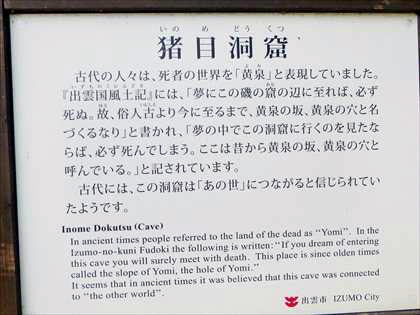 いのめどうくつ
猪目洞窟
古代の人々は、死者の世界を「黄泉」と表現していました。
『出雲国風土記』には、「夢にこの磯の窟の辺に至れば、必ず
死ぬ。故、俗人古より今に至るまで、黄泉の坂、黄泉の穴と名
づくるなり」と書かれ、「夢の中でこの洞窟に行くのを見たな
らば、必ず死んでしまう。ここは昔から黄泉の坂、黄泉の穴と
呼んでいる。」と記されています。
古代には、この洞窟は「あの世」につながると信じられてい
たようです。
Inome Dokutsu (Cave)
In ancient times people referred to the land of the dead as “Yomi”. In the
Izumo-no-kuni Fudoki the following is written: “If you dream of entering
this cave you will surely meet with death. This place is since olden times
called the slope of Yomi, the hole of Yomi.”
It seems that in ancient times it was believed that this cave was connected
to “the other world”.
出雲市 IZUMO City